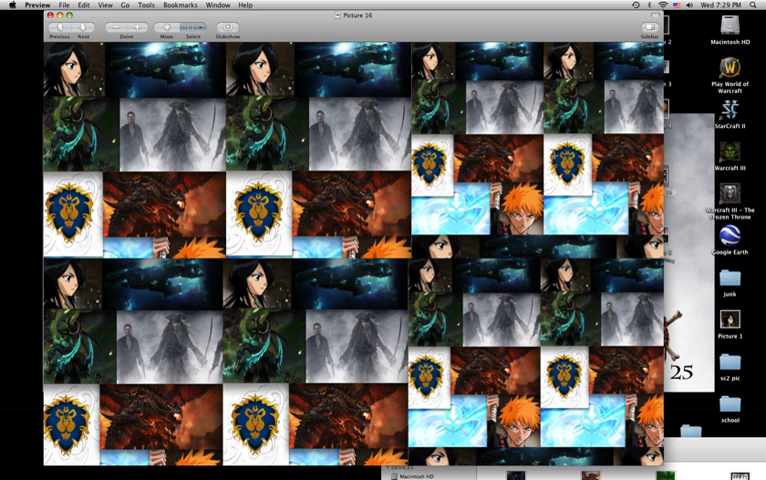 Preview File Edit View Go Tools Bookmarks Window Help
Wed 7:29 PM
Picture 16
Previous Next Zoom Move Select Slideshow Sidebar
Macintosh HD
Play World of
Warcraft
StarCraft II
Warcraft III
Warcraft III - The
Frozen Throne
Google Earth
junk
Picture 1
25
sc2 pic
school
DEVICES
Macintosh HD